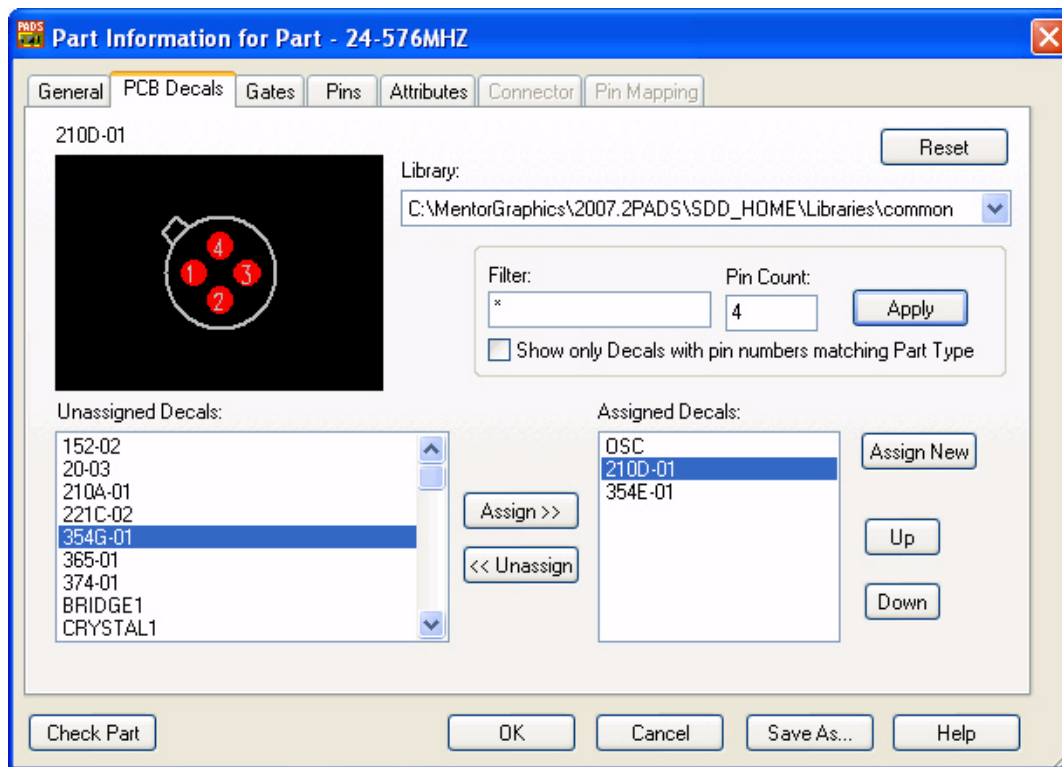 PADS
Part Information for Part - 24-576MHZ
General PCB Decals Gates Pins Attributes Connector Pin Mapping
210D-01
Reset
Library:
C:\MentorGraphics\2007.2PADS\SDD_HOME\Libraries\common
4
1 3
2
Filter: Pin Count:
* 4 Apply
Show only Decals with pin numbers matching Part Type
Unassigned Decals:
152-02
20-03
210A-01
221C-02
354G-01
365-01
374-01
BRIDGE1
CRYSTAL1
Assign >>
<< Unassign
Assigned Decals:
OSC
210D-01
354E-01
Assign New
Up
Down
Check Part OK Cancel Save As... Help